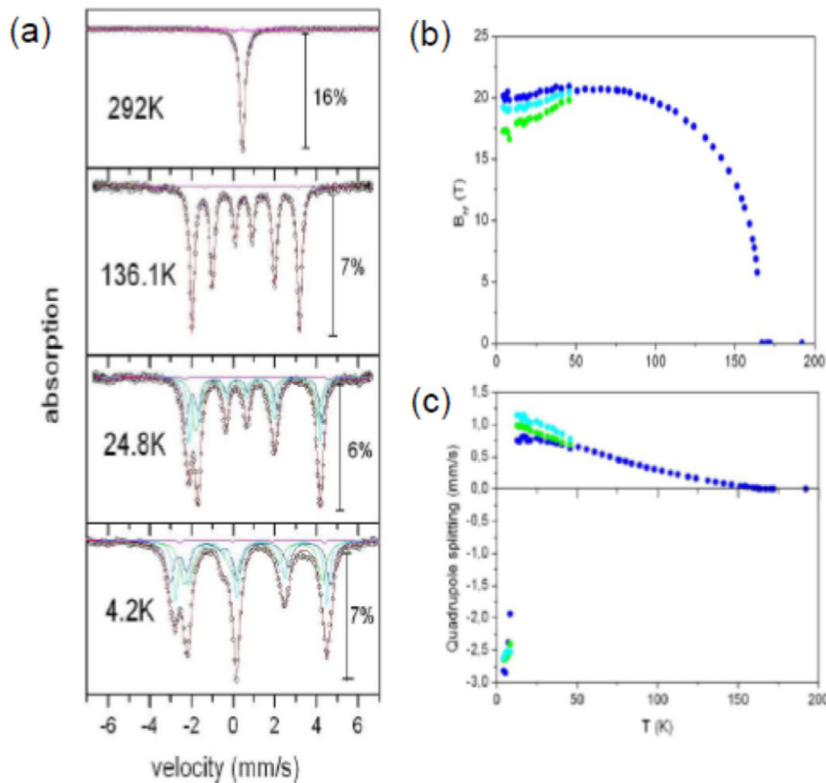 (a)
absorption
292K
16%
136.1K
7%
24.8K
6%
4.2K
7%
-6 -4 -2 0 2 4 6
velocity (mm/s)
(b)
B_hf (T)
25
20
15
10
5
0
0 50 100 150 200
(c)
Quadrupole splitting (mm/s)
1,5
1,0
0,5
0,0
-0,5
-1,0
-1,5
-2,0
-2,5
-3,0
0 50 100 150 200
T (K)